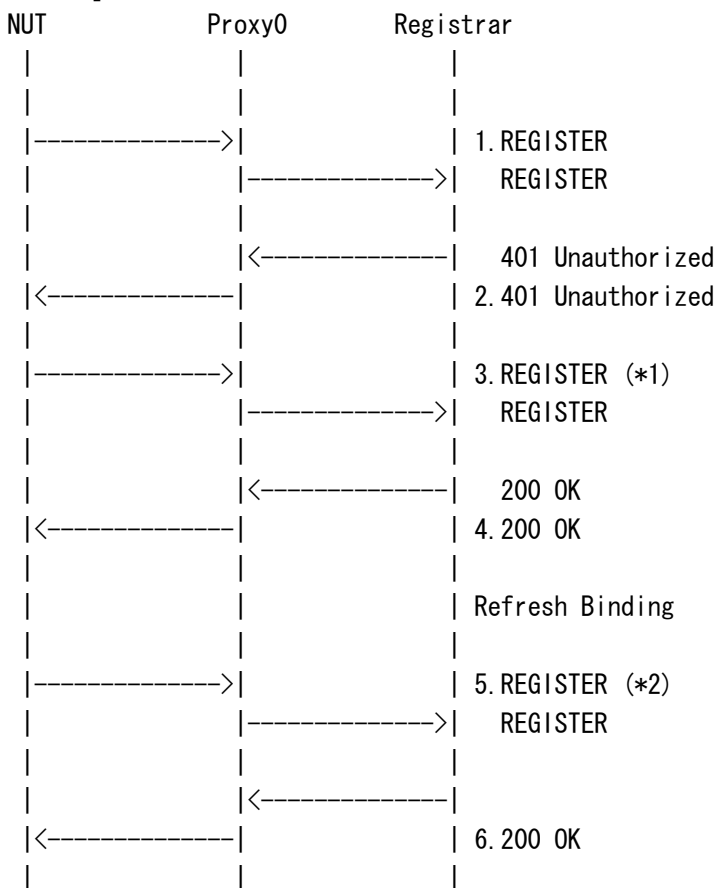 NUT Proxy0 Registrar
1.REGISTER
REGISTER
401 Unauthorized
2.401 Unauthorized
3.REGISTER (*1)
REGISTER
200 OK
4.200 OK
Refresh Binding
5.REGISTER (*2)
REGISTER
6.200 OK